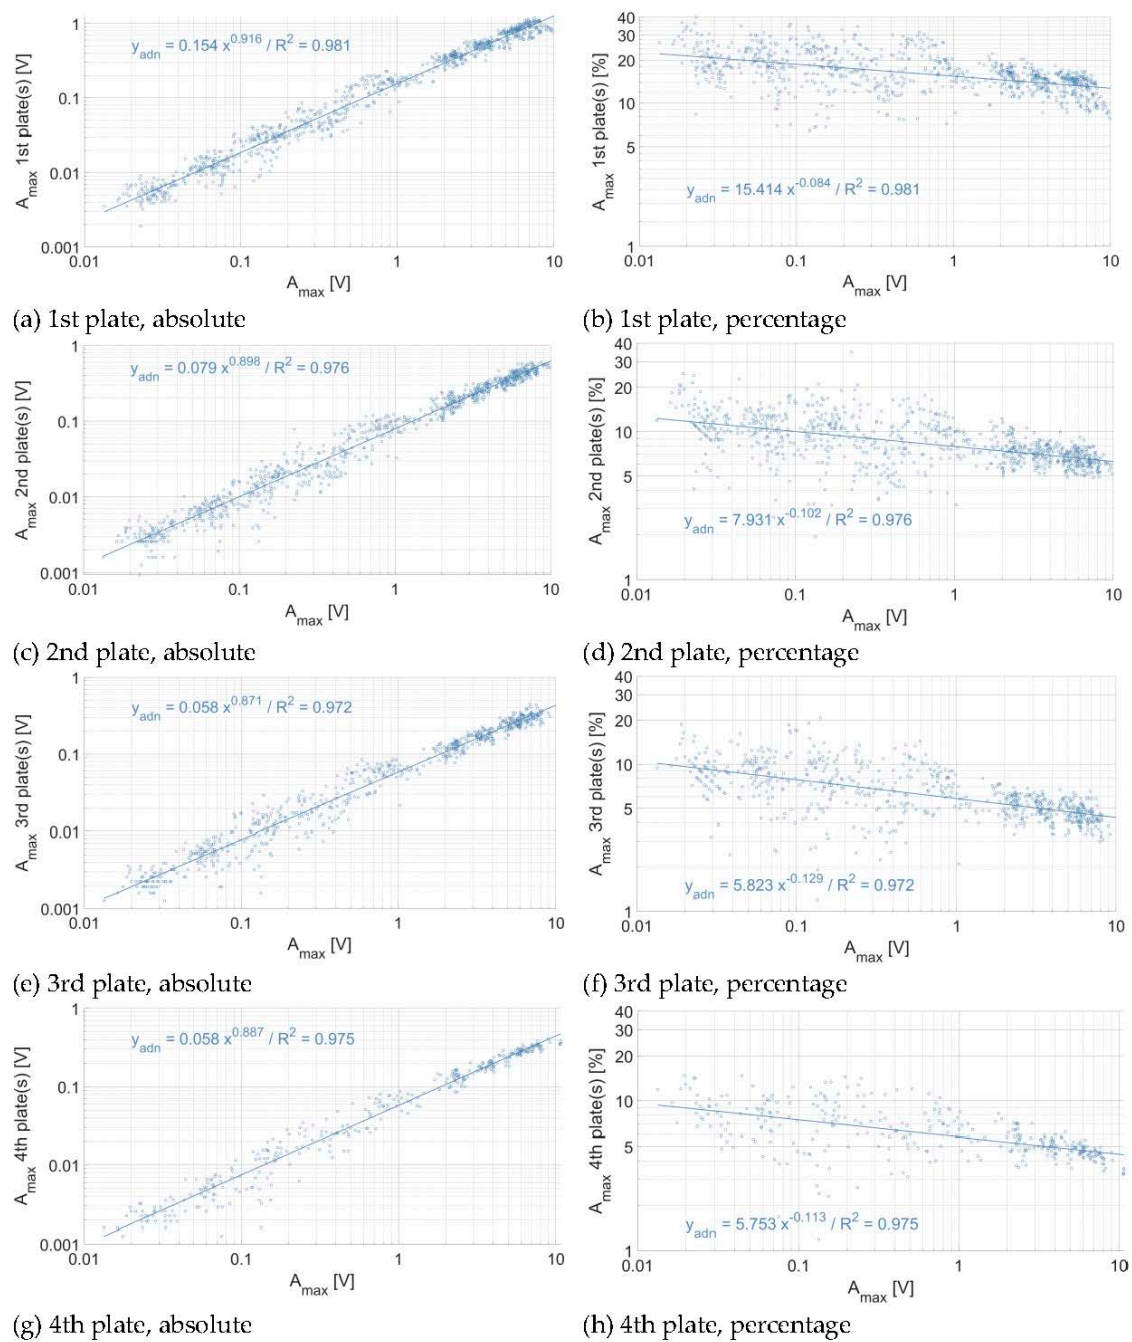 1
0.1
0.01
0.001
A_max 1st plate(s) [V]
y_adn = 0.154 x^0.916 / R^2 = 0.981
0.01 0.1 1 10
A_max [V]
(a) 1st plate, absolute
40
30
20
10
5
1
A_max 1st plate(s) [%]
y_adn = 15.414 x^-0.084 / R^2 = 0.981
0.01 0.1 1 10
A_max [V]
(b) 1st plate, percentage
1
0.1
0.01
0.001
A_max 2nd plate(s) [V]
y_adn = 0.079 x^0.898 / R^2 = 0.976
0.01 0.1 1 10
A_max [V]
(c) 2nd plate, absolute
40
30
20
10
5
1
A_max 2nd plate(s) [%]
y_adn = 7.931 x^-0.102 / R^2 = 0.976
0.01 0.1 1 10
A_max [V]
(d) 2nd plate, percentage
1
0.1
0.01
0.001
A_max 3rd plate(s) [V]
y_adn = 0.058 x^0.871 / R^2 = 0.972
0.01 0.1 1 10
A_max [V]
(e) 3rd plate, absolute
40
30
20
10
5
1
A_max 3rd plate(s) [%]
y_adn = 5.823 x^-0.129 / R^2 = 0.972
0.01 0.1 1 10
A_max [V]
(f) 3rd plate, percentage
1
0.1
0.01
0.001
A_max 4th plate(s) [V]
y_adn = 0.058 x^0.887 / R^2 = 0.975
0.01 0.1 1 10
A_max [V]
(g) 4th plate, absolute
40
30
20
10
5
1
A_max 4th plate(s) [%]
y_adn = 5.753 x^-0.113 / R^2 = 0.975
0.01 0.1 1 10
A_max [V]
(h) 4th plate, percentage